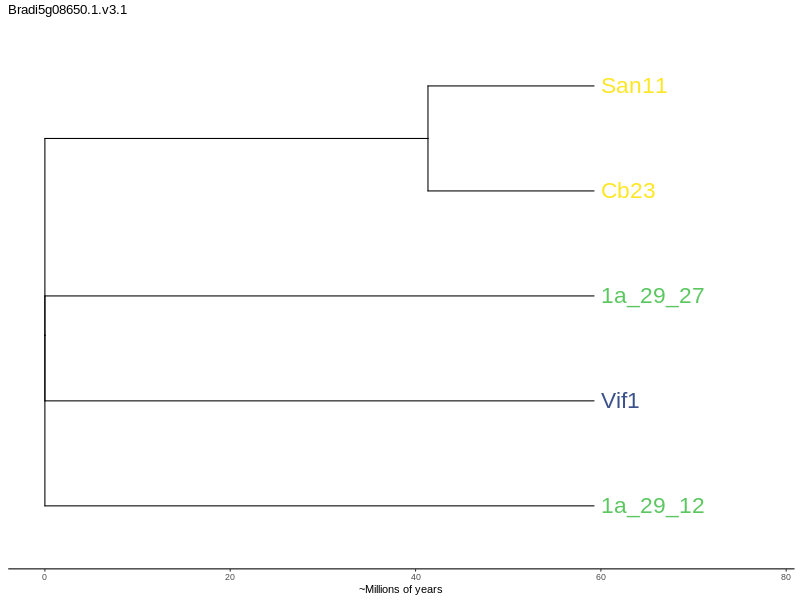 Bradi5g08650.1.v3.1
San11
Cb23
1a_29_27
Vif1
1a_29_12
0 20 40 60 80
~Millions of years